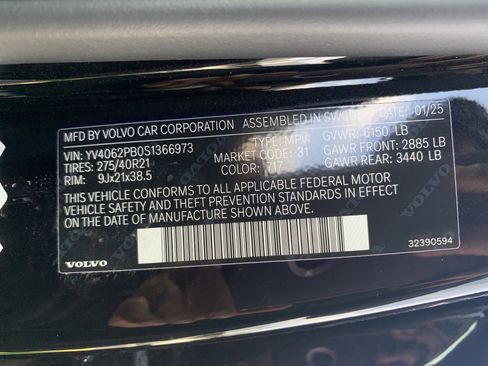 MFD BY VOLVO CAR CORPORATION ASSEMBLED IN SWEDEN DATE: 01/25
VIN: YV4062PB0S1366973 TYPE: MPV GVWR: 6150 LB
TIRES: 275/40R21 MARKET CODE: 31 FRONT: 2885 LB
RIM: 9Jx21x38.5 COLOR: 717 REAR: 3440 LB
THIS VEHICLE CONFORMS TO ALL APPLICABLE FEDERAL MOTOR
VEHICLE SAFETY AND THEFT PREVENTION STANDARDS IN EFFECT
ON THE DATE OF MANUFACTURE SHOWN ABOVE.
32390594
VOLVO